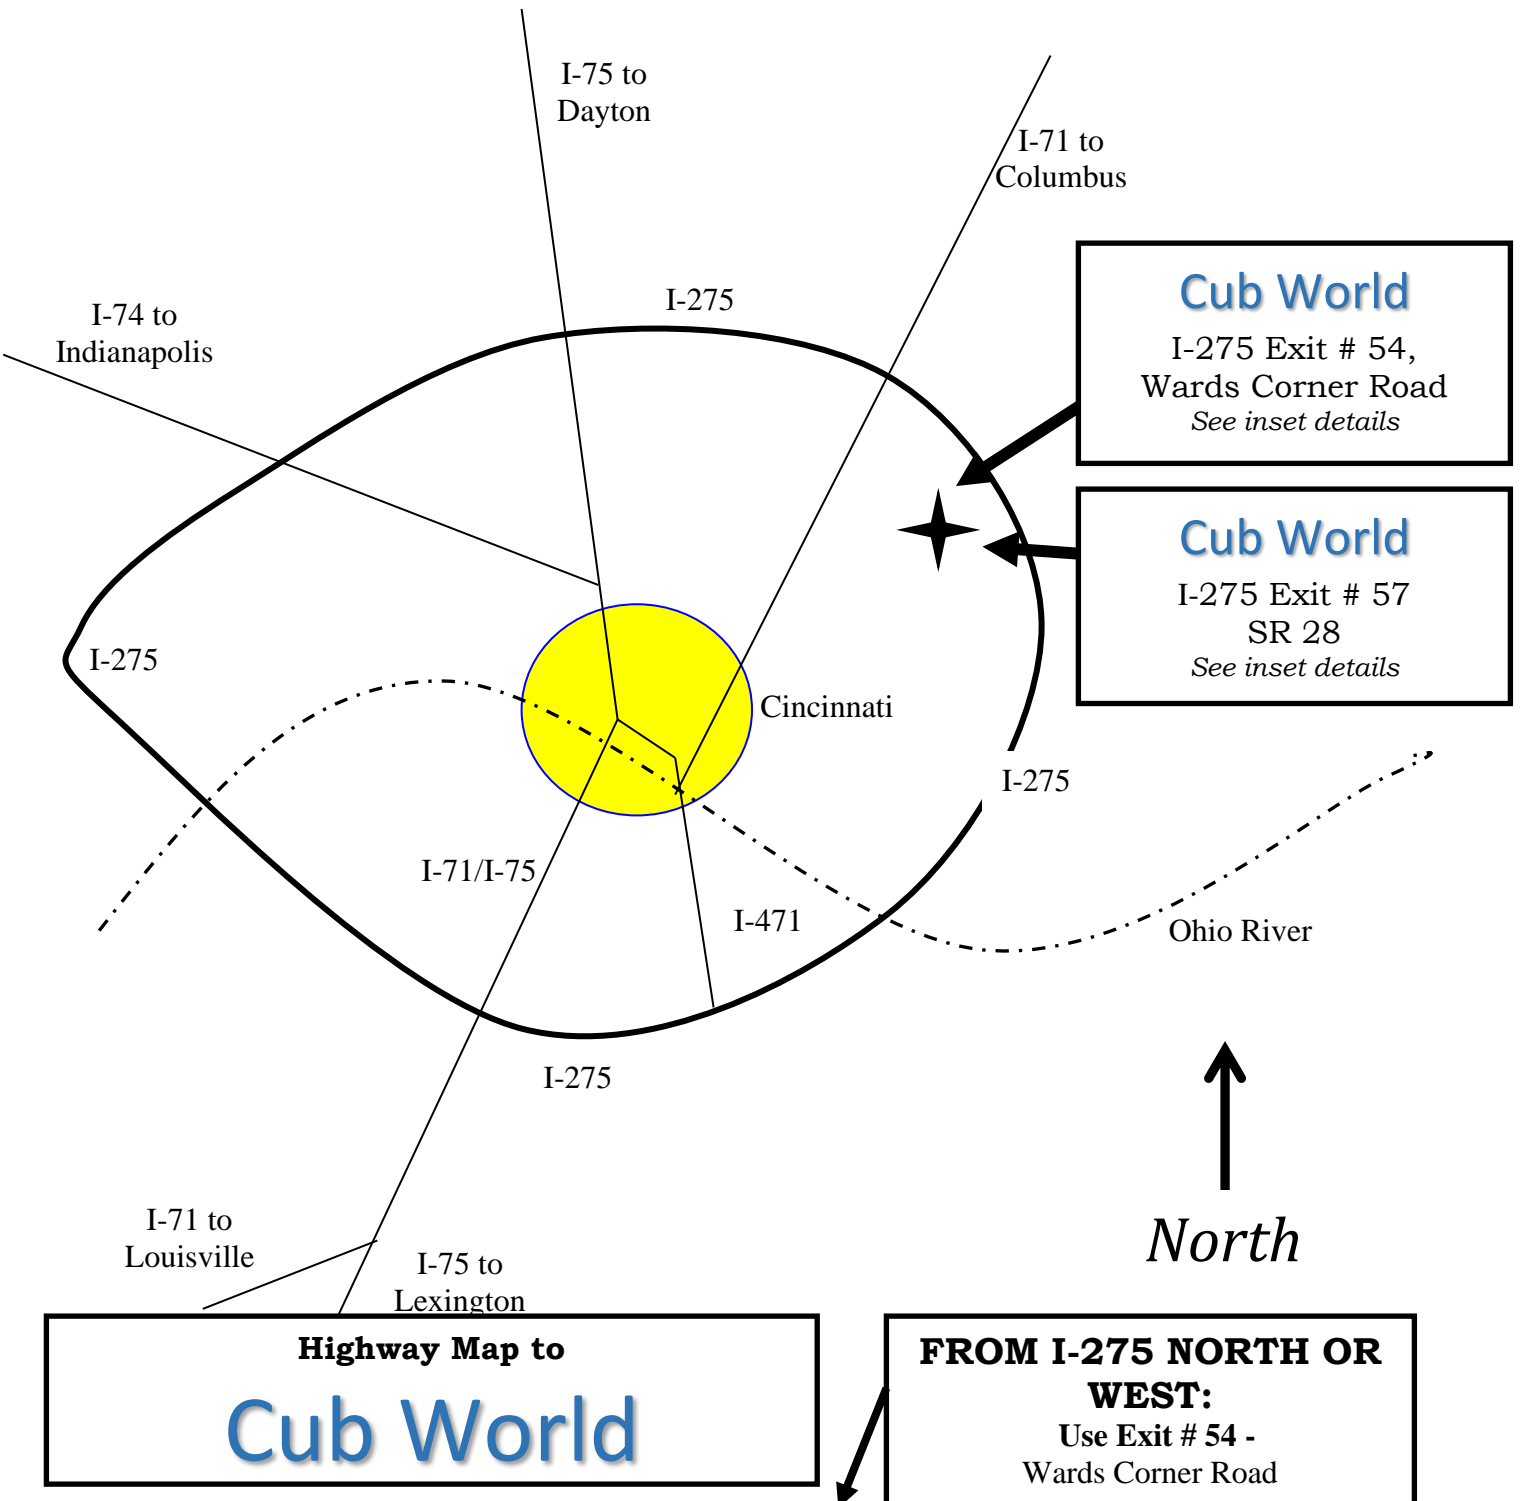 I-75 to
Dayton
I-71 to
Columbus
I-275
I-74 to
Indianapolis
Cub World
I-275 Exit # 54,
Wards Corner Road
See inset details
Cub World
I-275 Exit # 57
SR 28
See inset details
I-275
Cincinnati
I-275
I-71/I-75
I-471
Ohio River
I-275
North
I-71 to
Louisville
I-75 to
Lexington
Highway Map to
Cub World
FROM I-275 NORTH OR
WEST:
Use Exit # 54 -
Wards Corner Road